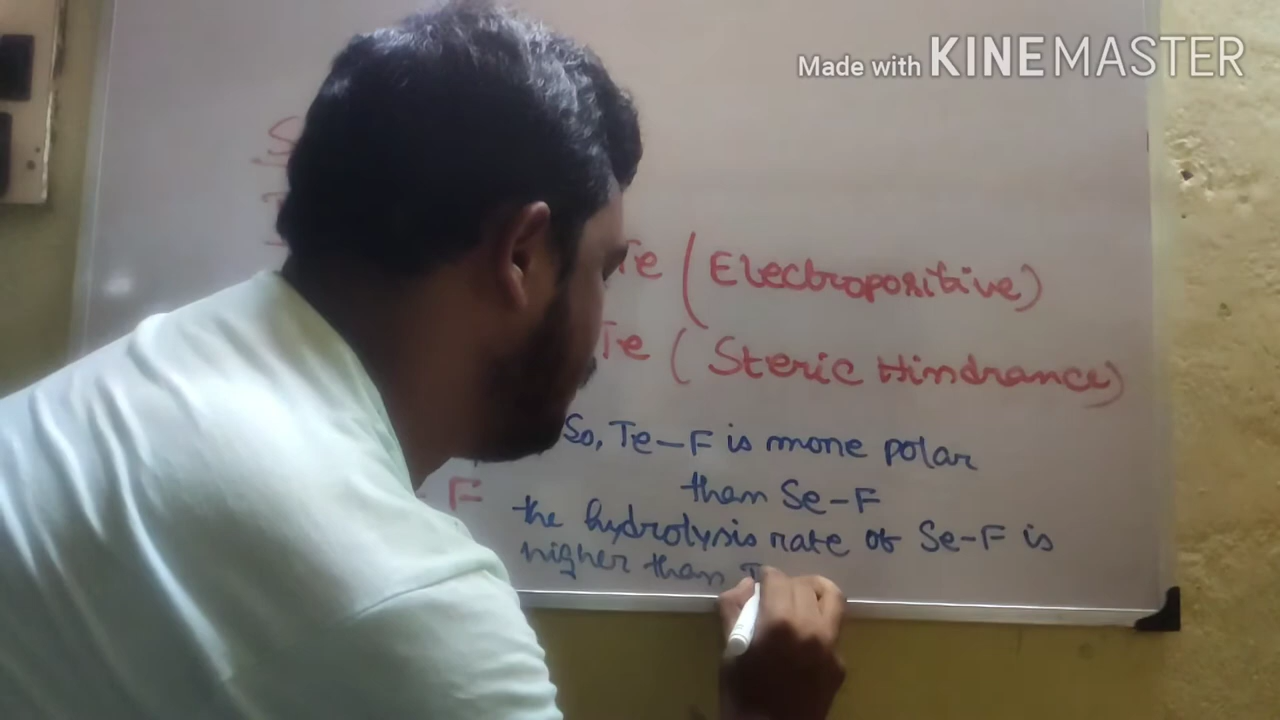 Made with KINEMASTER
Te (Electropositive)
Te (Steric Hindrance)
So, Te-F is more polar
than Se-F
- F
the hydrolysis rate of Se-F is
higher than T